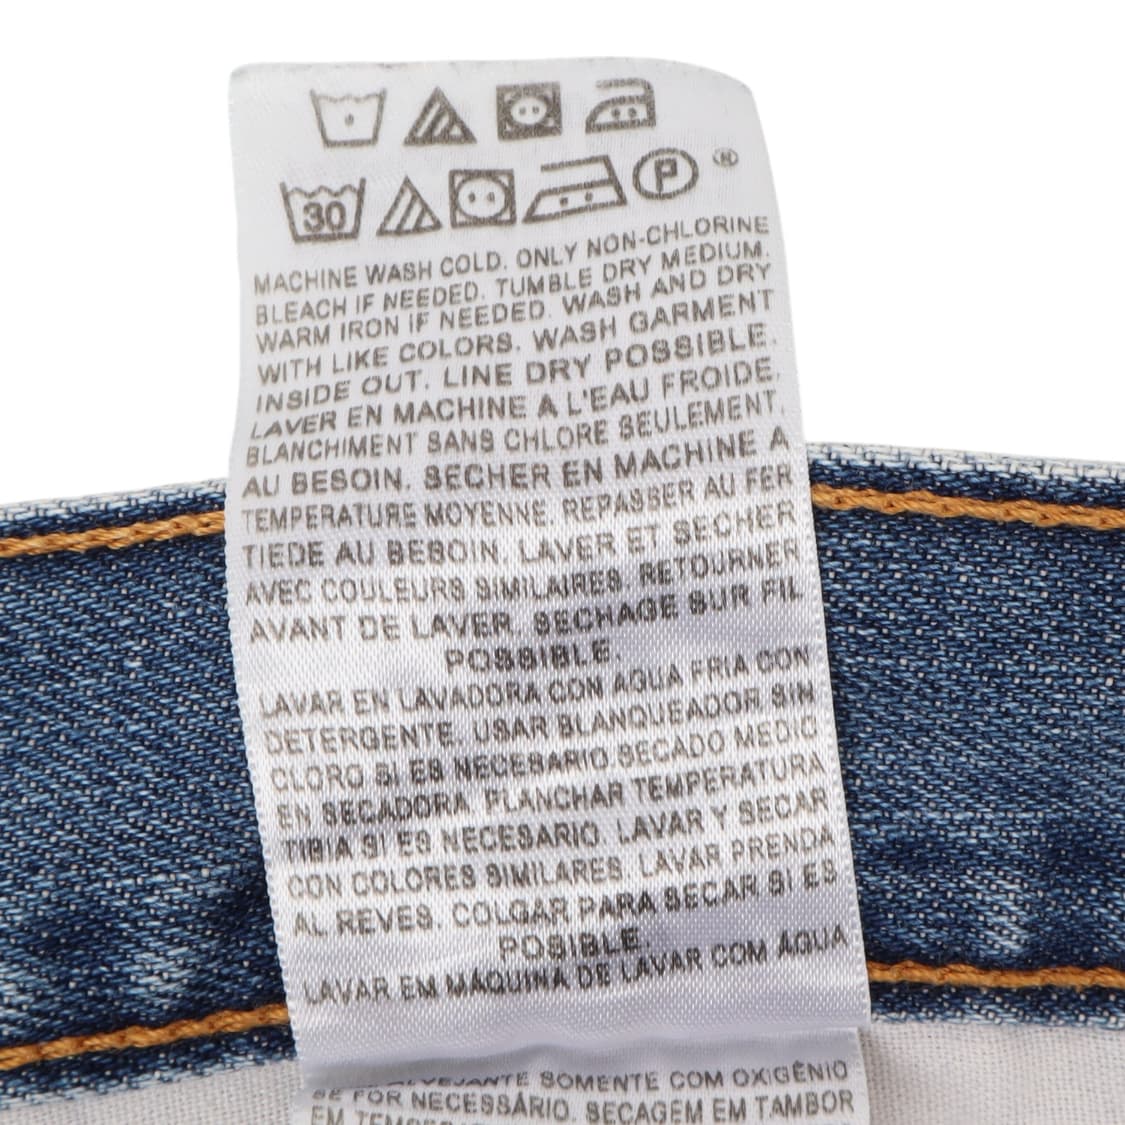 30 P N
MACHINE WASH COLD. ONLY NON-CHLORINE
BLEACH IF NEEDED. TUMBLE DRY MEDIUM.
WARM IRON IF NEEDED. WASH AND DRY
WITH LIKE COLORS. WASH GARMENT
INSIDE OUT. LINE DRY POSSIBLE.
LAVER EN MACHINE A L'EAU FROIDE.
BLANCHIMENT SANS CHLORE SEULEMENT,
AU BESOIN. SECHER EN MACHINE A
TEMPERATURE MOYENNE. REPASSER AU FER
TIEDE AU BESOIN. LAVER ET SECHER
AVEC COULEURS SIMILAIRES. RETOURNER
AVANT DE LAVER. SECHAGE SUR FIL
POSSIBLE.
LAVAR EN LAVADORA CON AGUA FRIA CON
DETERGENTE. USAR BLANQUEADOR SIN
CLORO SI ES NECESARIO. SECADO MEDIO
EN SECADORA. PLANCHAR TEMPERATURA
TIBIA SI ES NECESARIO. LAVAR Y SECAR
CON COLORES SIMILARES. LAVAR PRENDA
AL REVES. COLGAR PARA SECAR SI ES
POSIBLE.
LAVAR EM MÁQUINA DE LAVAR COM ÁGUA
SOMENTE COM OXIGÊNIO
SE FOR NECESSÁRIO. SECAGEM EM TAMBOR
EM